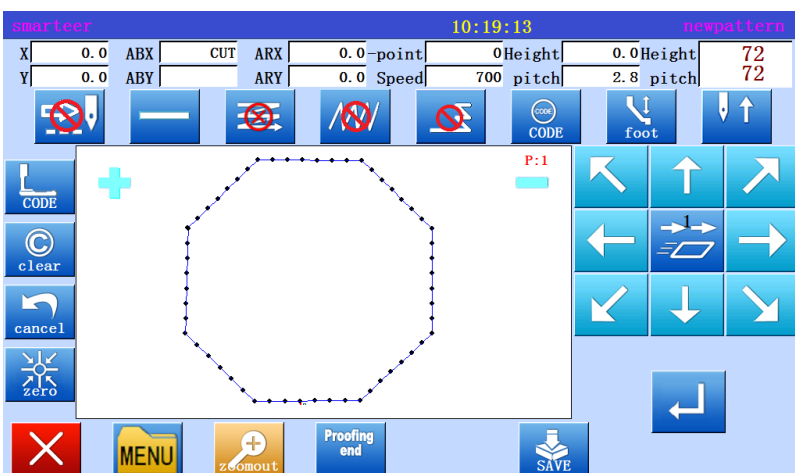 smarteer 10:19:13 newpattern
X 0.0 ABX CUT ARX 0.0 -point 0 Height 0.0 Height 72
Y 0.0 ABY ARY 0.0 Speed 700 pitch 2.8 pitch 72
CODE
CODE foot
P:1
CODE
1
clear
cancel
zero
MENU zoomout Proofing
end
SAVE